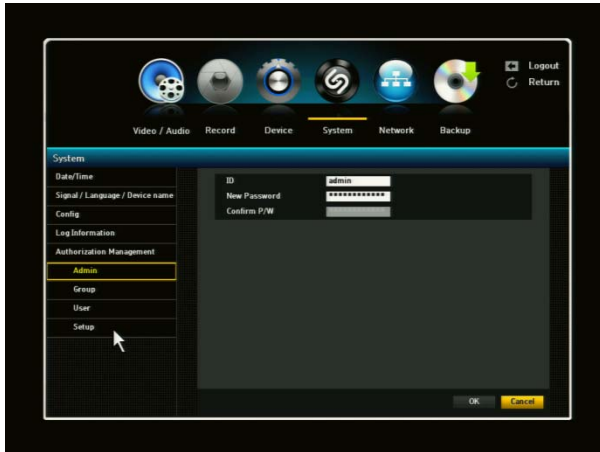 Logout
Return
Video / Audio Record Device System Network Backup
System
Date/Time
Signal / Language / Device name
Config
Log Information
Authorization Management
Admin
Group
User
Setup
ID admin
New Password ************
Confirm P/W ************
OK Cancel